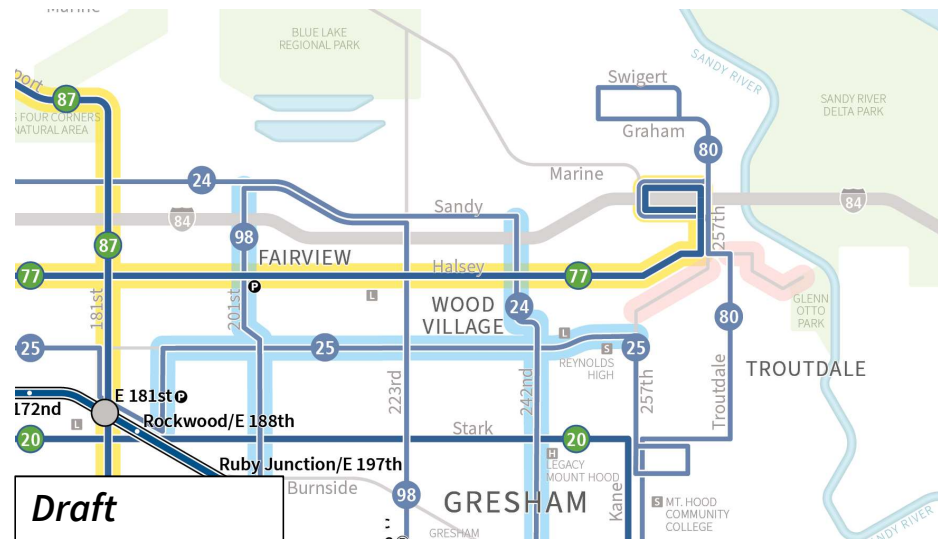 Marine
BLUE LAKE
REGIONAL PARK
SANDY RIVER
Swigert
SANDY RIVER
DELTA PARK
port
87
FOUR CORNERS
NATURAL AREA
Graham
80
Marine
24
84
Sandy
84
98
87
FAIRVIEW
257th
77
Halsey
77
P
181st
201st
L
WOOD
VILLAGE
24
GLENN
OTTO
PARK
80
25
25
L
S
25
REYNOLDS
HIGH
TROUTDALE
223rd
242nd
257th
Troutdale
E 181st P
172nd
Rockwood/E 188th
L
20
Stark
20
H
LEGACY
MOUNT HOOD
Ruby Junction/E 197th
Burnside
98
GRESHAM
Kane
S MT. HOOD
COMMUNITY
COLLEGE
Draft
GRESHAM
SANDY RIVER